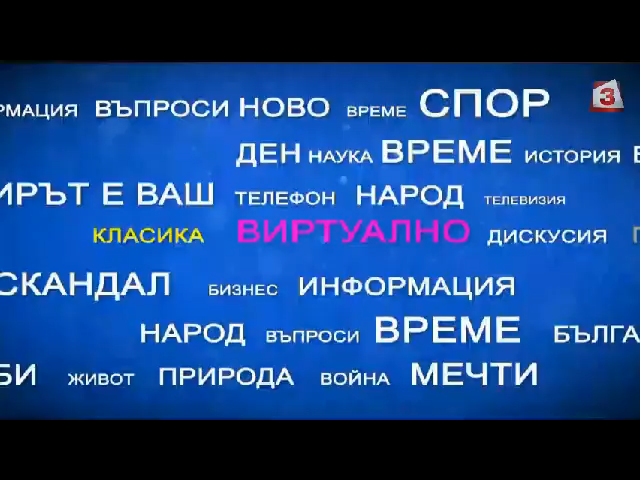 РМАЦИЯ ВЪПРОСИ НОВО ВРЕМЕ СПОР 3
ДЕН НАУКА ВРЕМЕ ИСТОРИЯ
ИРЪТ Е ВАШ ТЕЛЕФОН НАРОД ТЕЛЕВИЗИЯ
КЛАСИКА ВИРТУАЛНО ДИСКУСИЯ
СКАНДАЛ БИЗНЕС ИНФОРМАЦИЯ
НАРОД ВЪПРОСИ ВРЕМЕ БЪЛГА
БИ ЖИВОТ ПРИРОДА ВОЙНА МЕЧТИ